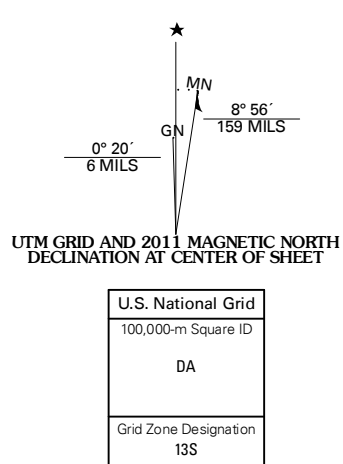 MN
8° 56´
159 MILS
GN
0° 20´
6 MILS
UTM GRID AND 2011 MAGNETIC NORTH
DECLINATION AT CENTER OF SHEET
U.S. National Grid
100,000-m Square ID
DA
Grid Zone Designation
13S